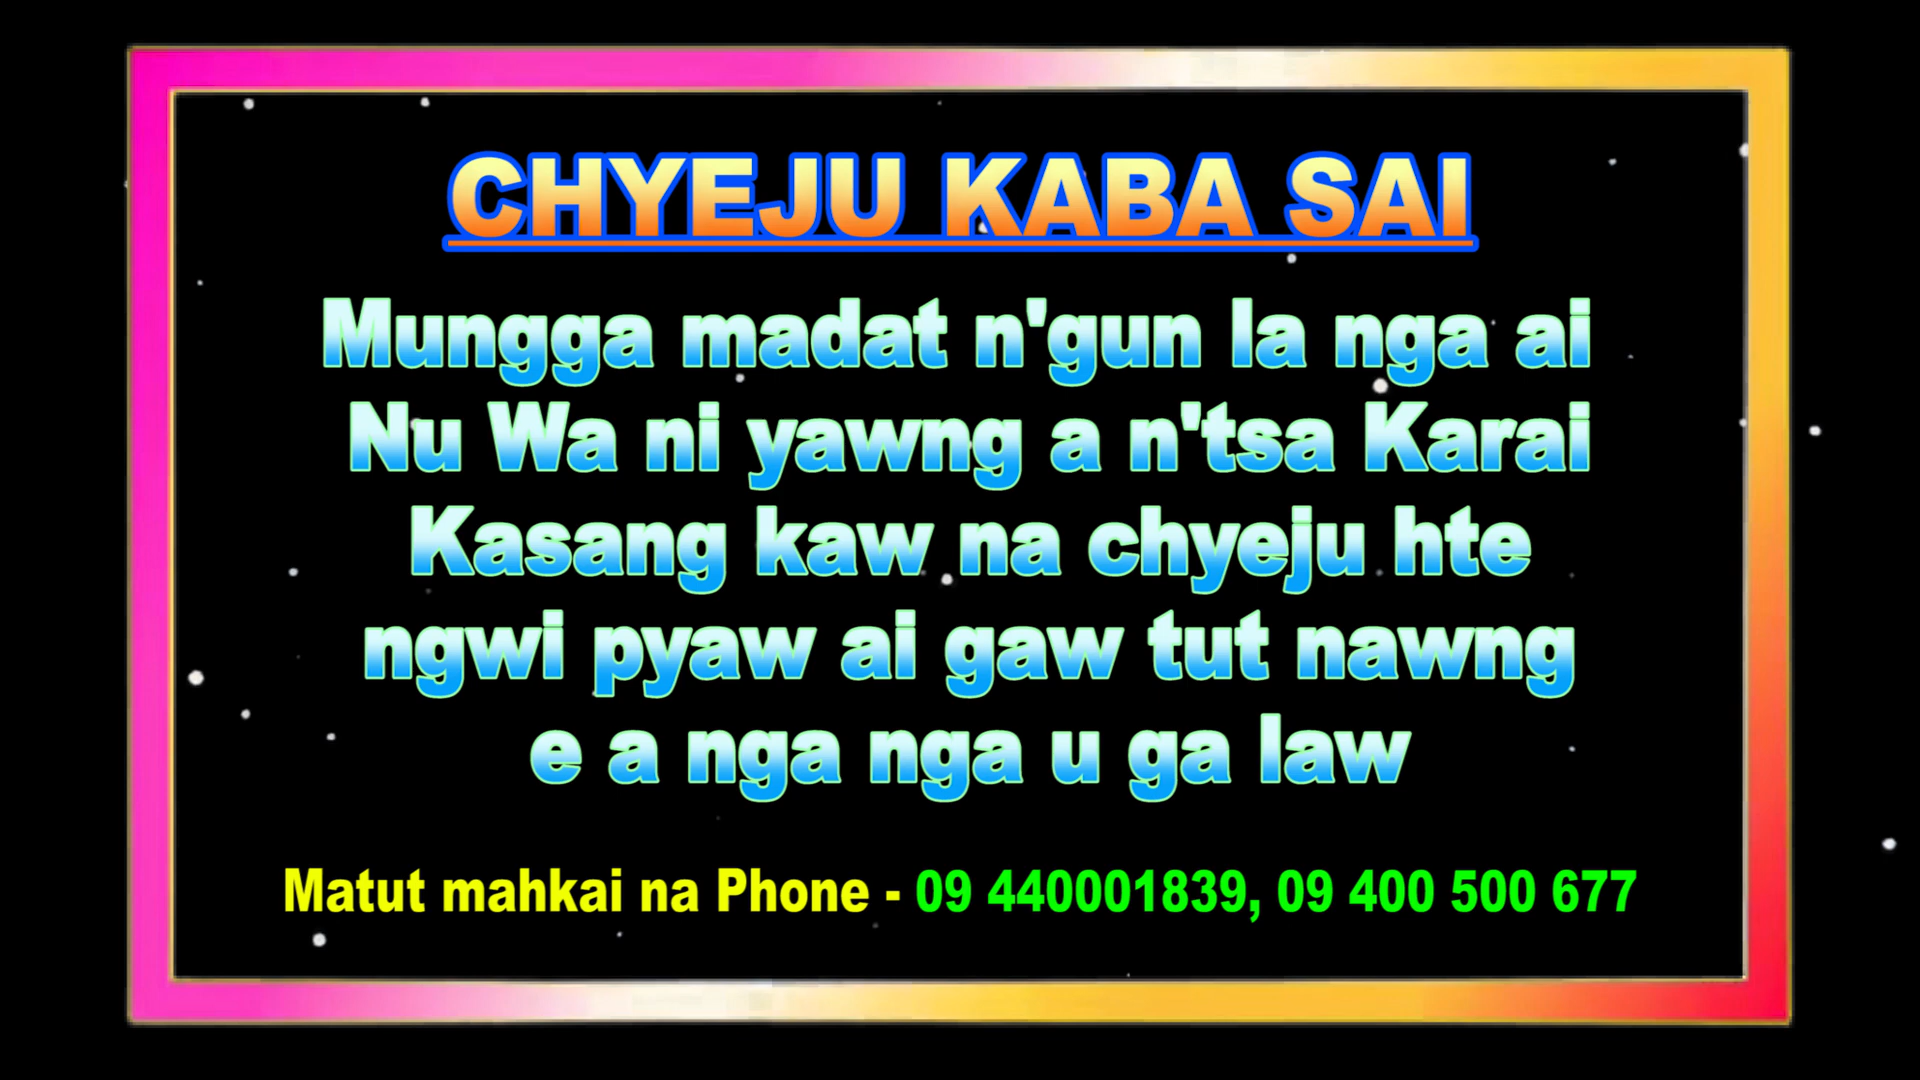 CHYEJU KABA SAI
Mungga madat n'gun la nga ai
Nu Wa ni yawng a n'tsa Karai
Kasang kaw na chyeju hte
ngwi pyaw ai gaw tut nawng
e a nga nga u ga law
Matut mahkai na Phone - 09 440001839, 09 400 500 677